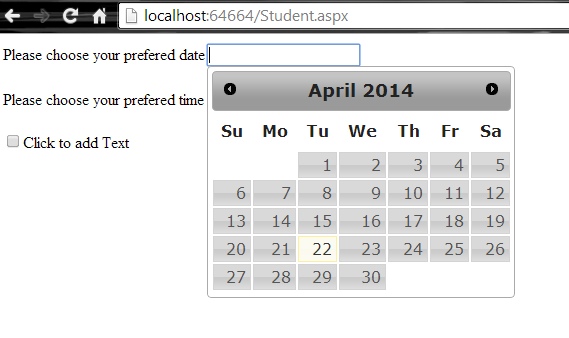 localhost:64664/Student.aspx
Please choose your prefered date
April 2014
Su Mo Tu We Th Fr Sa
Please choose your prefered time
Click to add Text
1 2 3 4 5
6 7 8 9 10 11 12
13 14 15 16 17 18 19
20 21 22 23 24 25 26
27 28 29 30